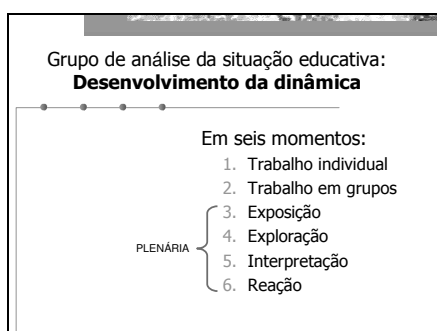 Grupo de análise da situação educativa:
Desenvolvimento da dinâmica
Em seis momentos:
1. Trabalho individual
2. Trabalho em grupos
3. Exposição
4. Exploração
PLENÁRIA
5. Interpretação
6. Reação